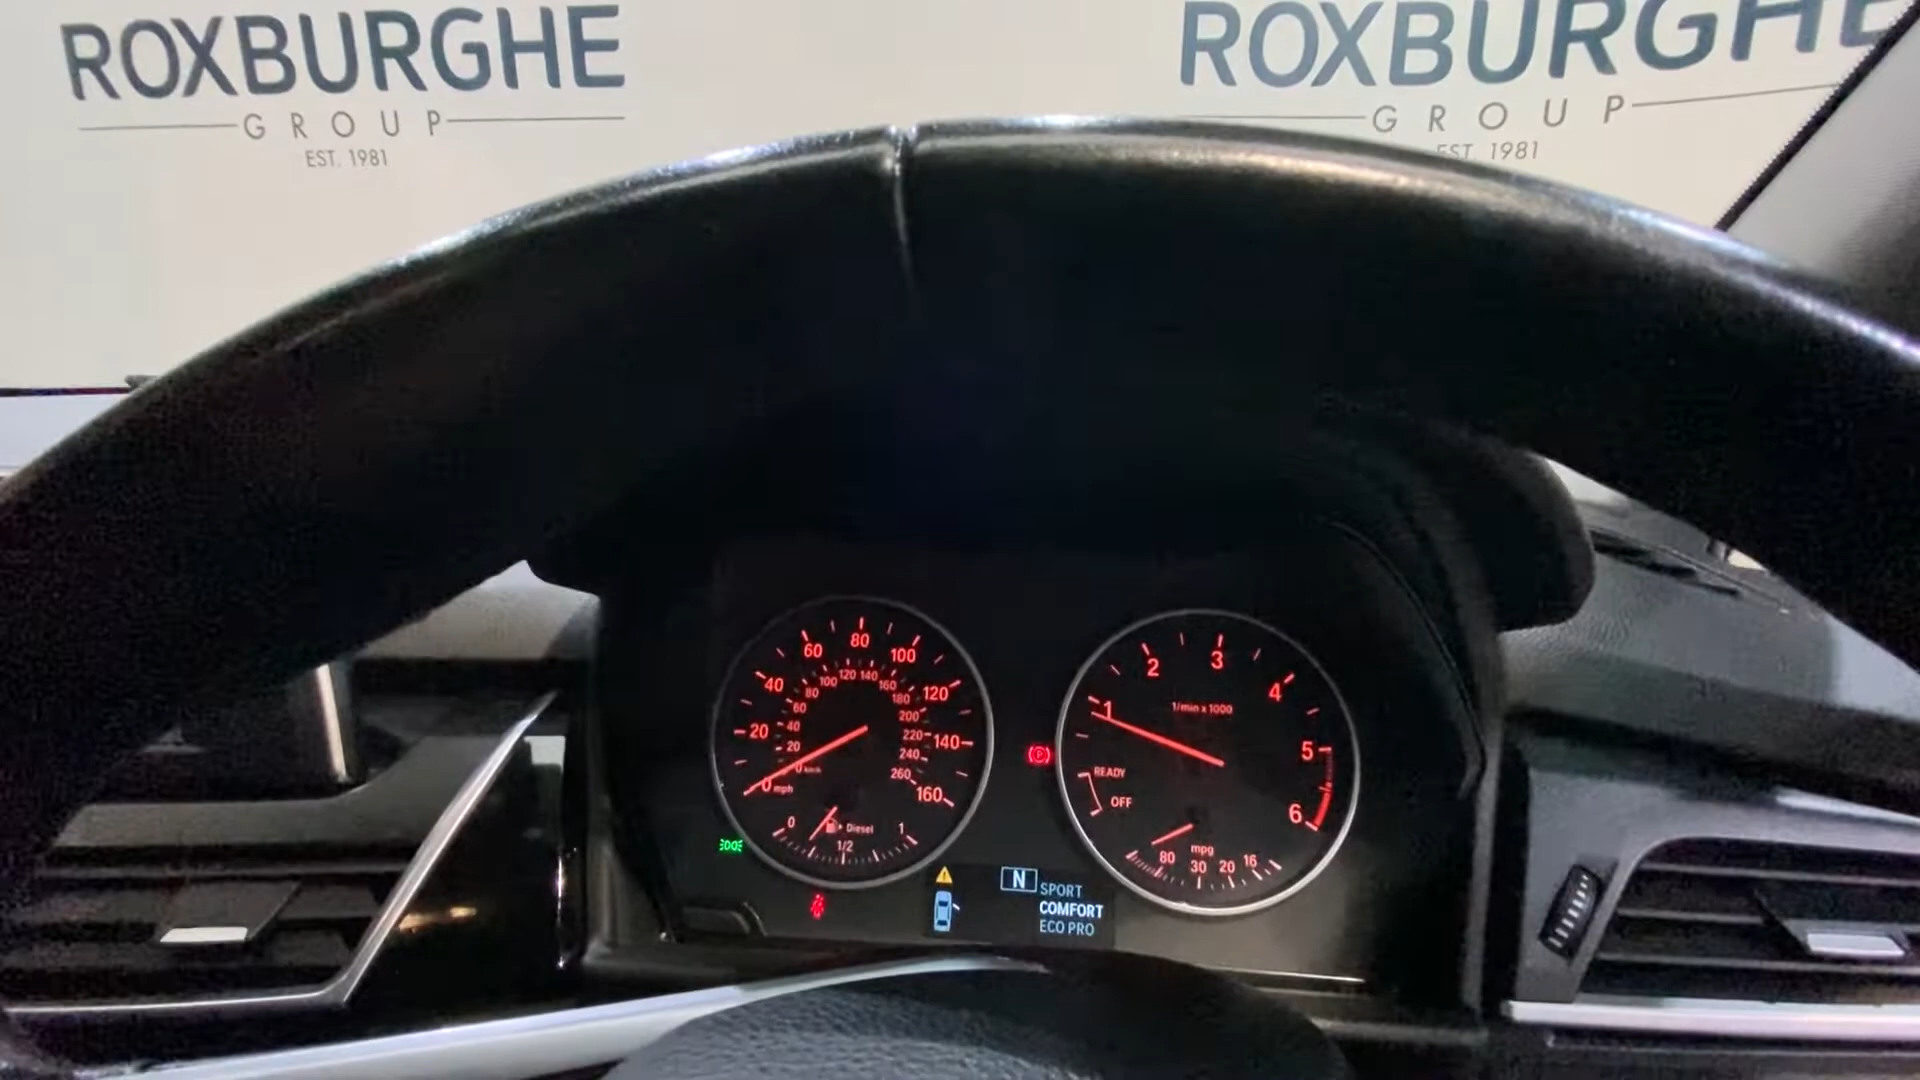 ROXBURGHE
GROUP
EST. 1981
ROXBURGHE
GROUP
EST. 1981
0 20 40 60 80 100 120 140 160
mph
0 20 40 60 80 100 120 140 160 180 200 220 240 260
km/h
0 1/2 1
Diesel
1 2 3 4 5 6
1/min x 1000
READY
OFF
mpg
80 30 20 16
N
SPORT
COMFORT
ECO PRO
P